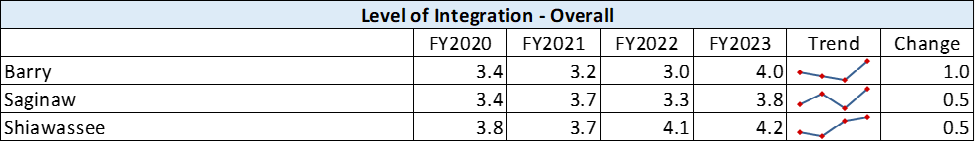 Level of Integration - Overall
FY2020 FY2021 FY2022 FY2023 Trend Change
Barry 3.4 3.2 3.0 4.0 1.0
Saginaw 3.4 3.7 3.3 3.8 0.5
Shiawassee 3.8 3.7 4.1 4.2 0.5